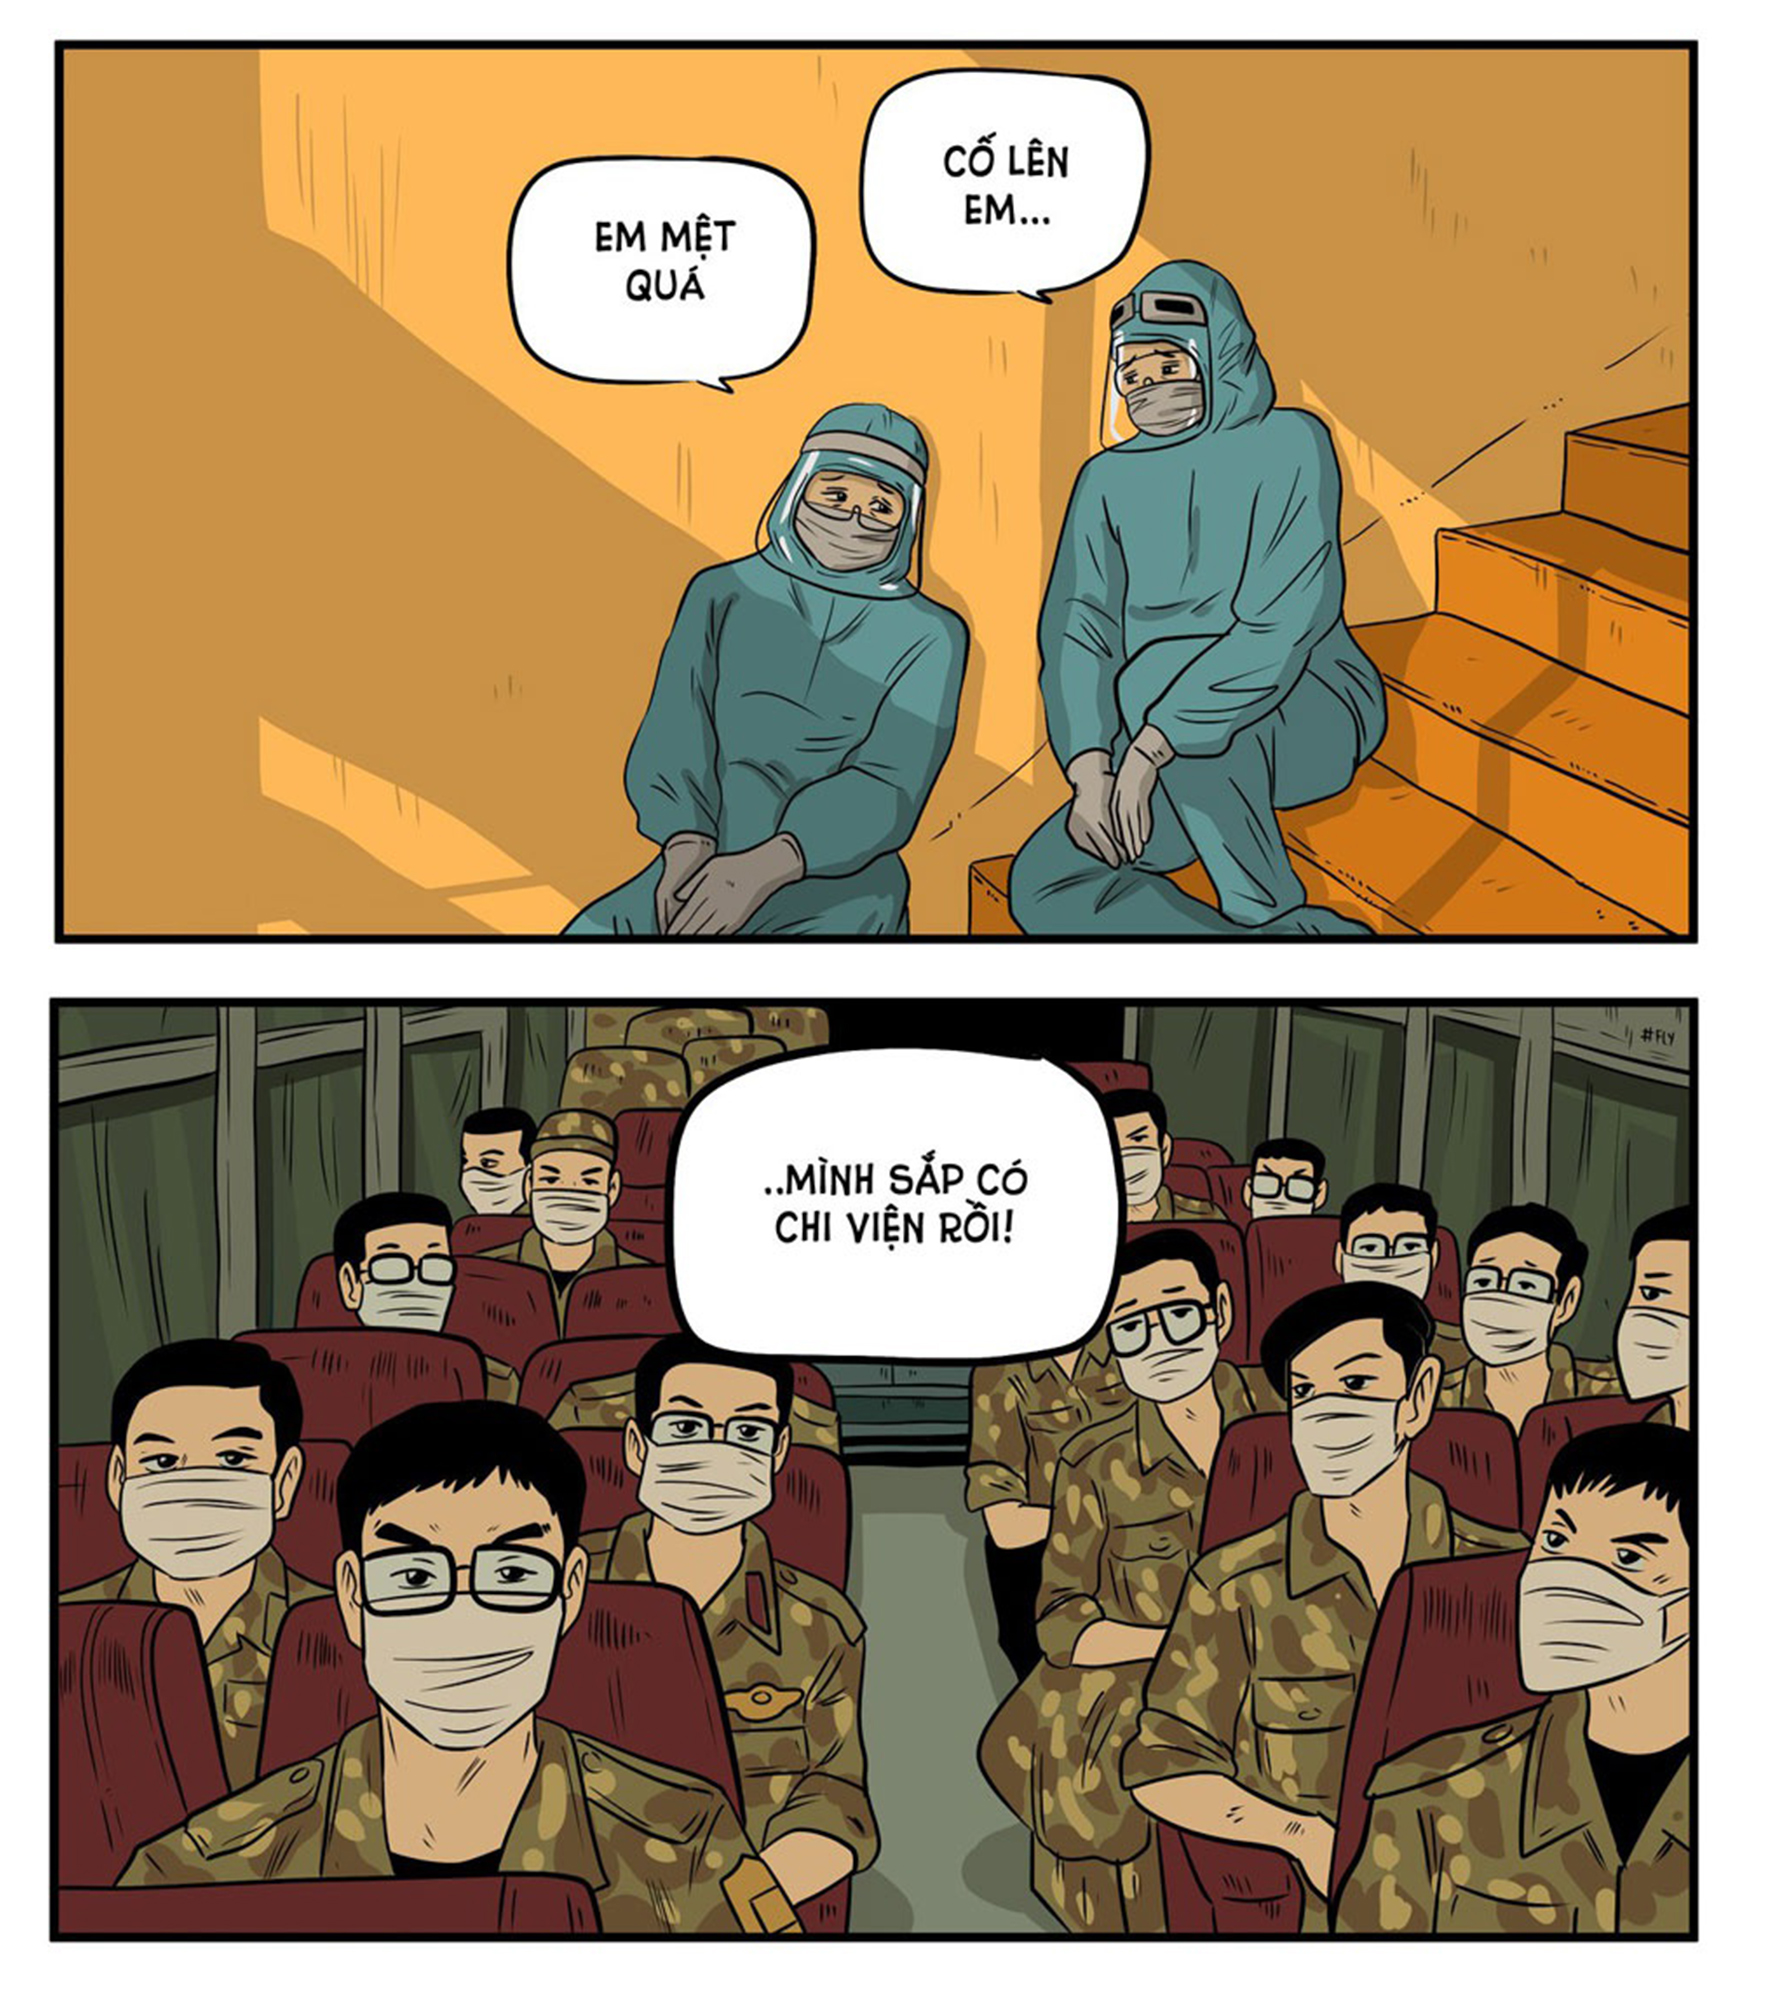 CỐ LÊN
EM...
EM MỆT
QUÁ
#FLY
..MÌNH SẮP CÓ
CHI VIỆN RỒI!